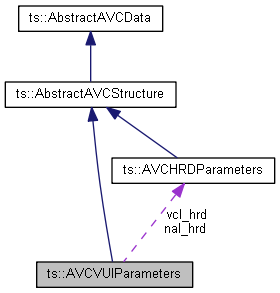 ts::AbstractAVCData
ts::AbstractAVCStructure
ts::AVCHRDParameters
vcl_hrd
nal_hrd
ts::AVCVUIParameters